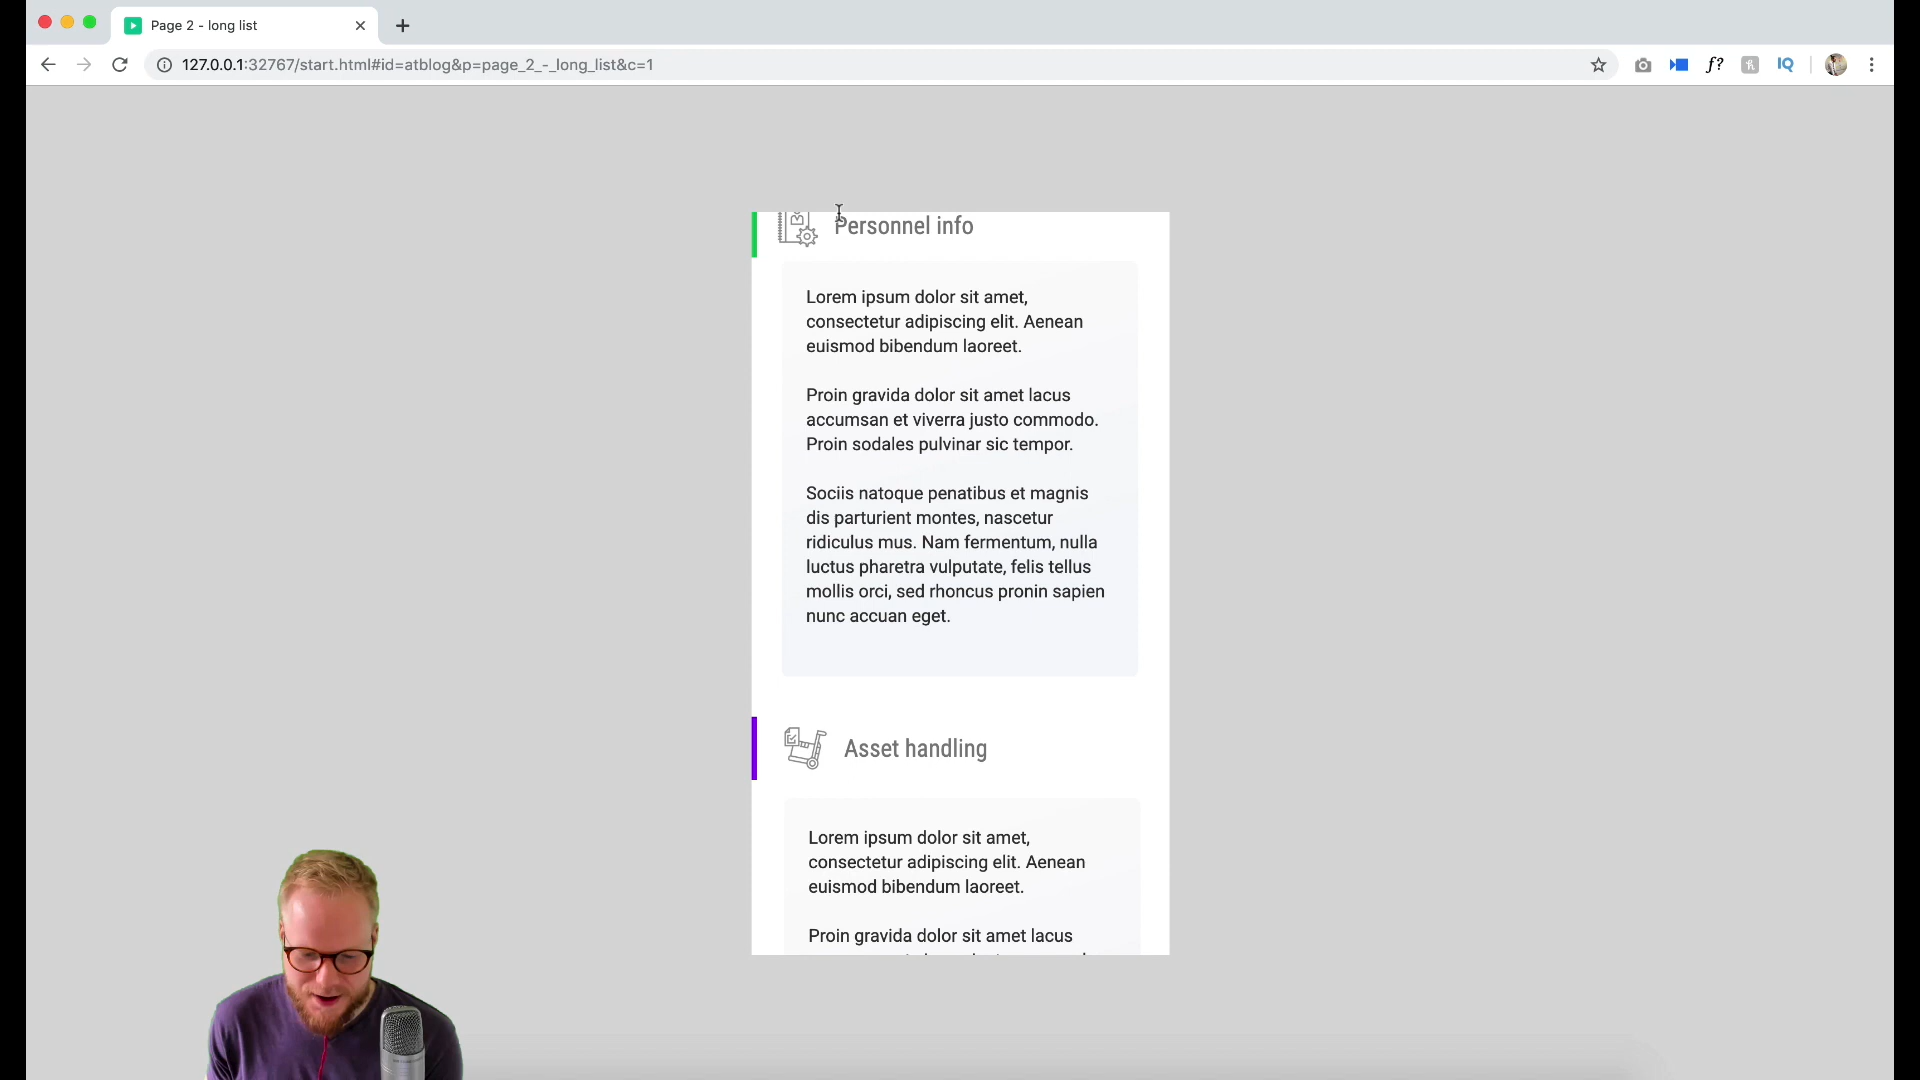 Page 2 - long list
127.0.0.1:32767/start.html#id=atblog&p=page_2_-_long_list&c=1
f?
IQ
Personnel info
Lorem ipsum dolor sit amet,
consectetur adipiscing elit. Aenean
euismod bibendum laoreet.
Proin gravida dolor sit amet lacus
accumsan et viverra justo commodo.
Proin sodales pulvinar sic tempor.
Sociis natoque penatibus et magnis
dis parturient montes, nascetur
ridiculus mus. Nam fermentum, nulla
luctus pharetra vulputate, felis tellus
mollis orci, sed rhoncus pronin sapien
nunc accuan eget.
Asset handling
Lorem ipsum dolor sit amet,
consectetur adipiscing elit. Aenean
euismod bibendum laoreet.
Proin gravida dolor sit amet lacus